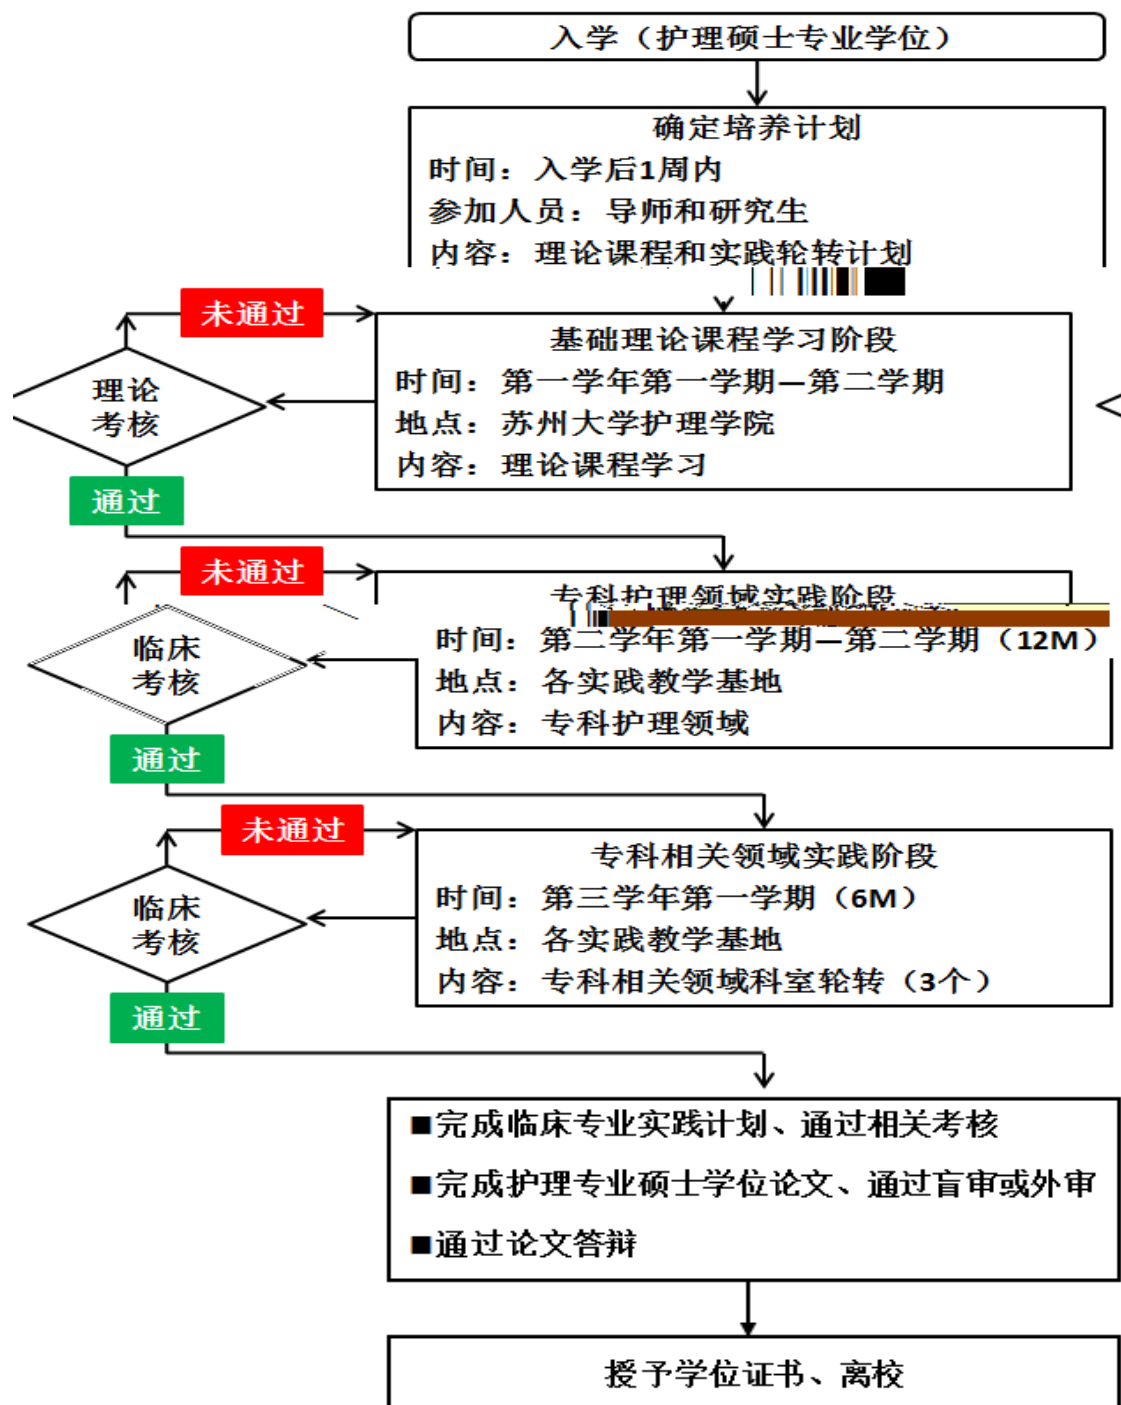 入学（护理硕士专业学位）
确定培养计划
时间：入学后1周内
参加人员：导师和研究生
内容：理论课程和实践轮转计划
未通过
基础理论课程学习阶段
时间：第一学年第一学期—第二学期
地点：苏州大学护理学院
内容：理论课程学习
理论
考核
通过
未通过
专科护理领域实践阶段
时间：第二学年第一学期—第二学期（12M）
地点：各实践教学基地
内容：专科护理领域
临床
考核
通过
未通过
专科相关领域实践阶段
时间：第三学年第一学期（6M）
地点：各实践教学基地
内容：专科相关领域科室轮转（3个）
临床
考核
通过
■完成临床专业实践计划、通过相关考核
■完成护理专业硕士学位论文、通过盲审或外审
■通过论文答辩
授予学位证书、离校